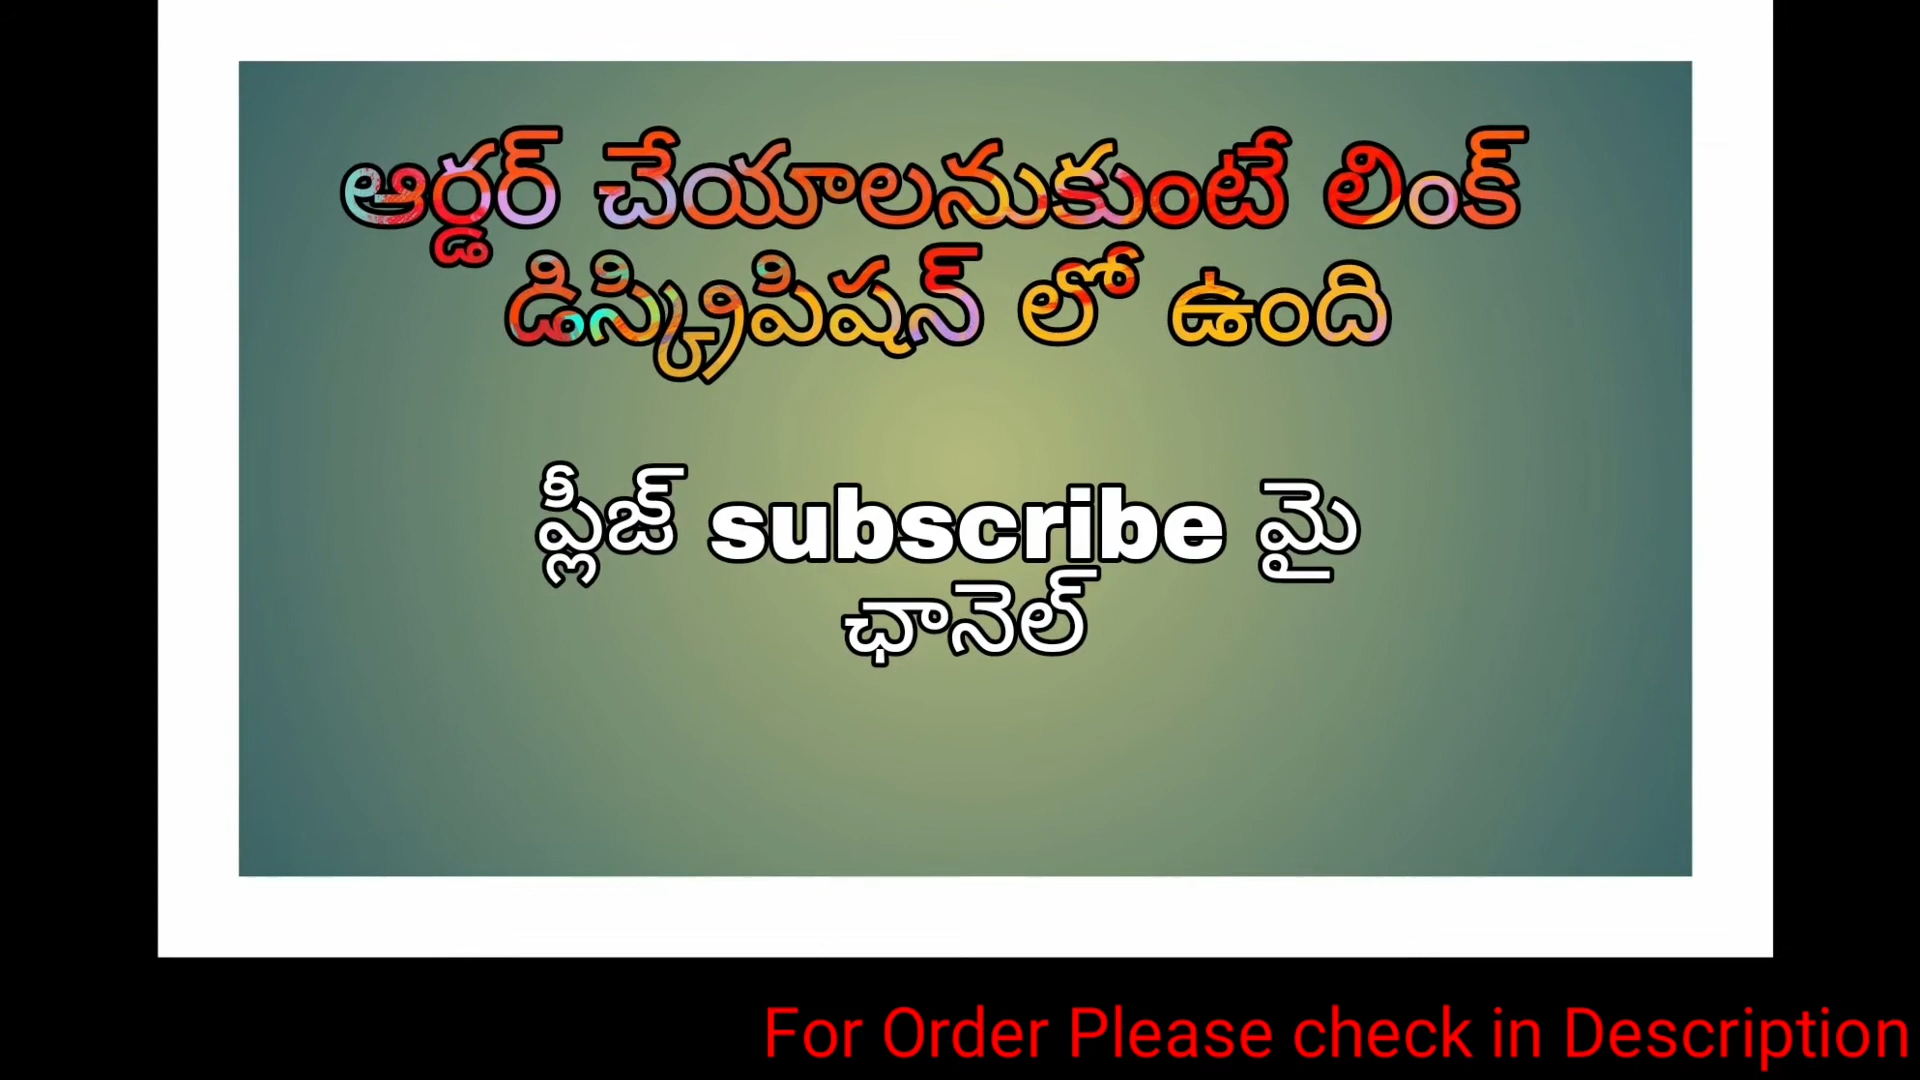 ఆర్డర్ చేయాలనుకుంటే లింక్
డిస్క్రిపిషన్ లో ఉంది
ప్లీజ్ subscribe మై
ఛానెల్
For Order Please check in Description